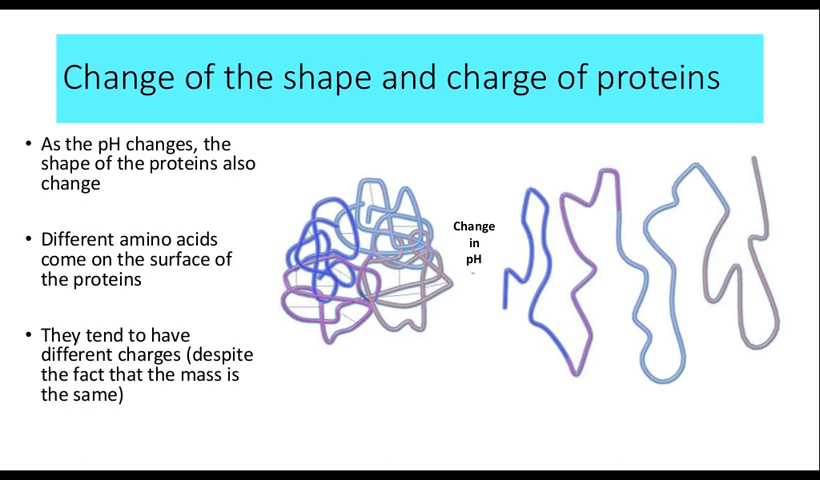 Change of the shape and charge of proteins
• As the pH changes, the
shape of the proteins also
change
• Different amino acids
come on the surface of
the proteins
• They tend to have
different charges (despite
the fact that the mass is
the same)
Change
in
pH